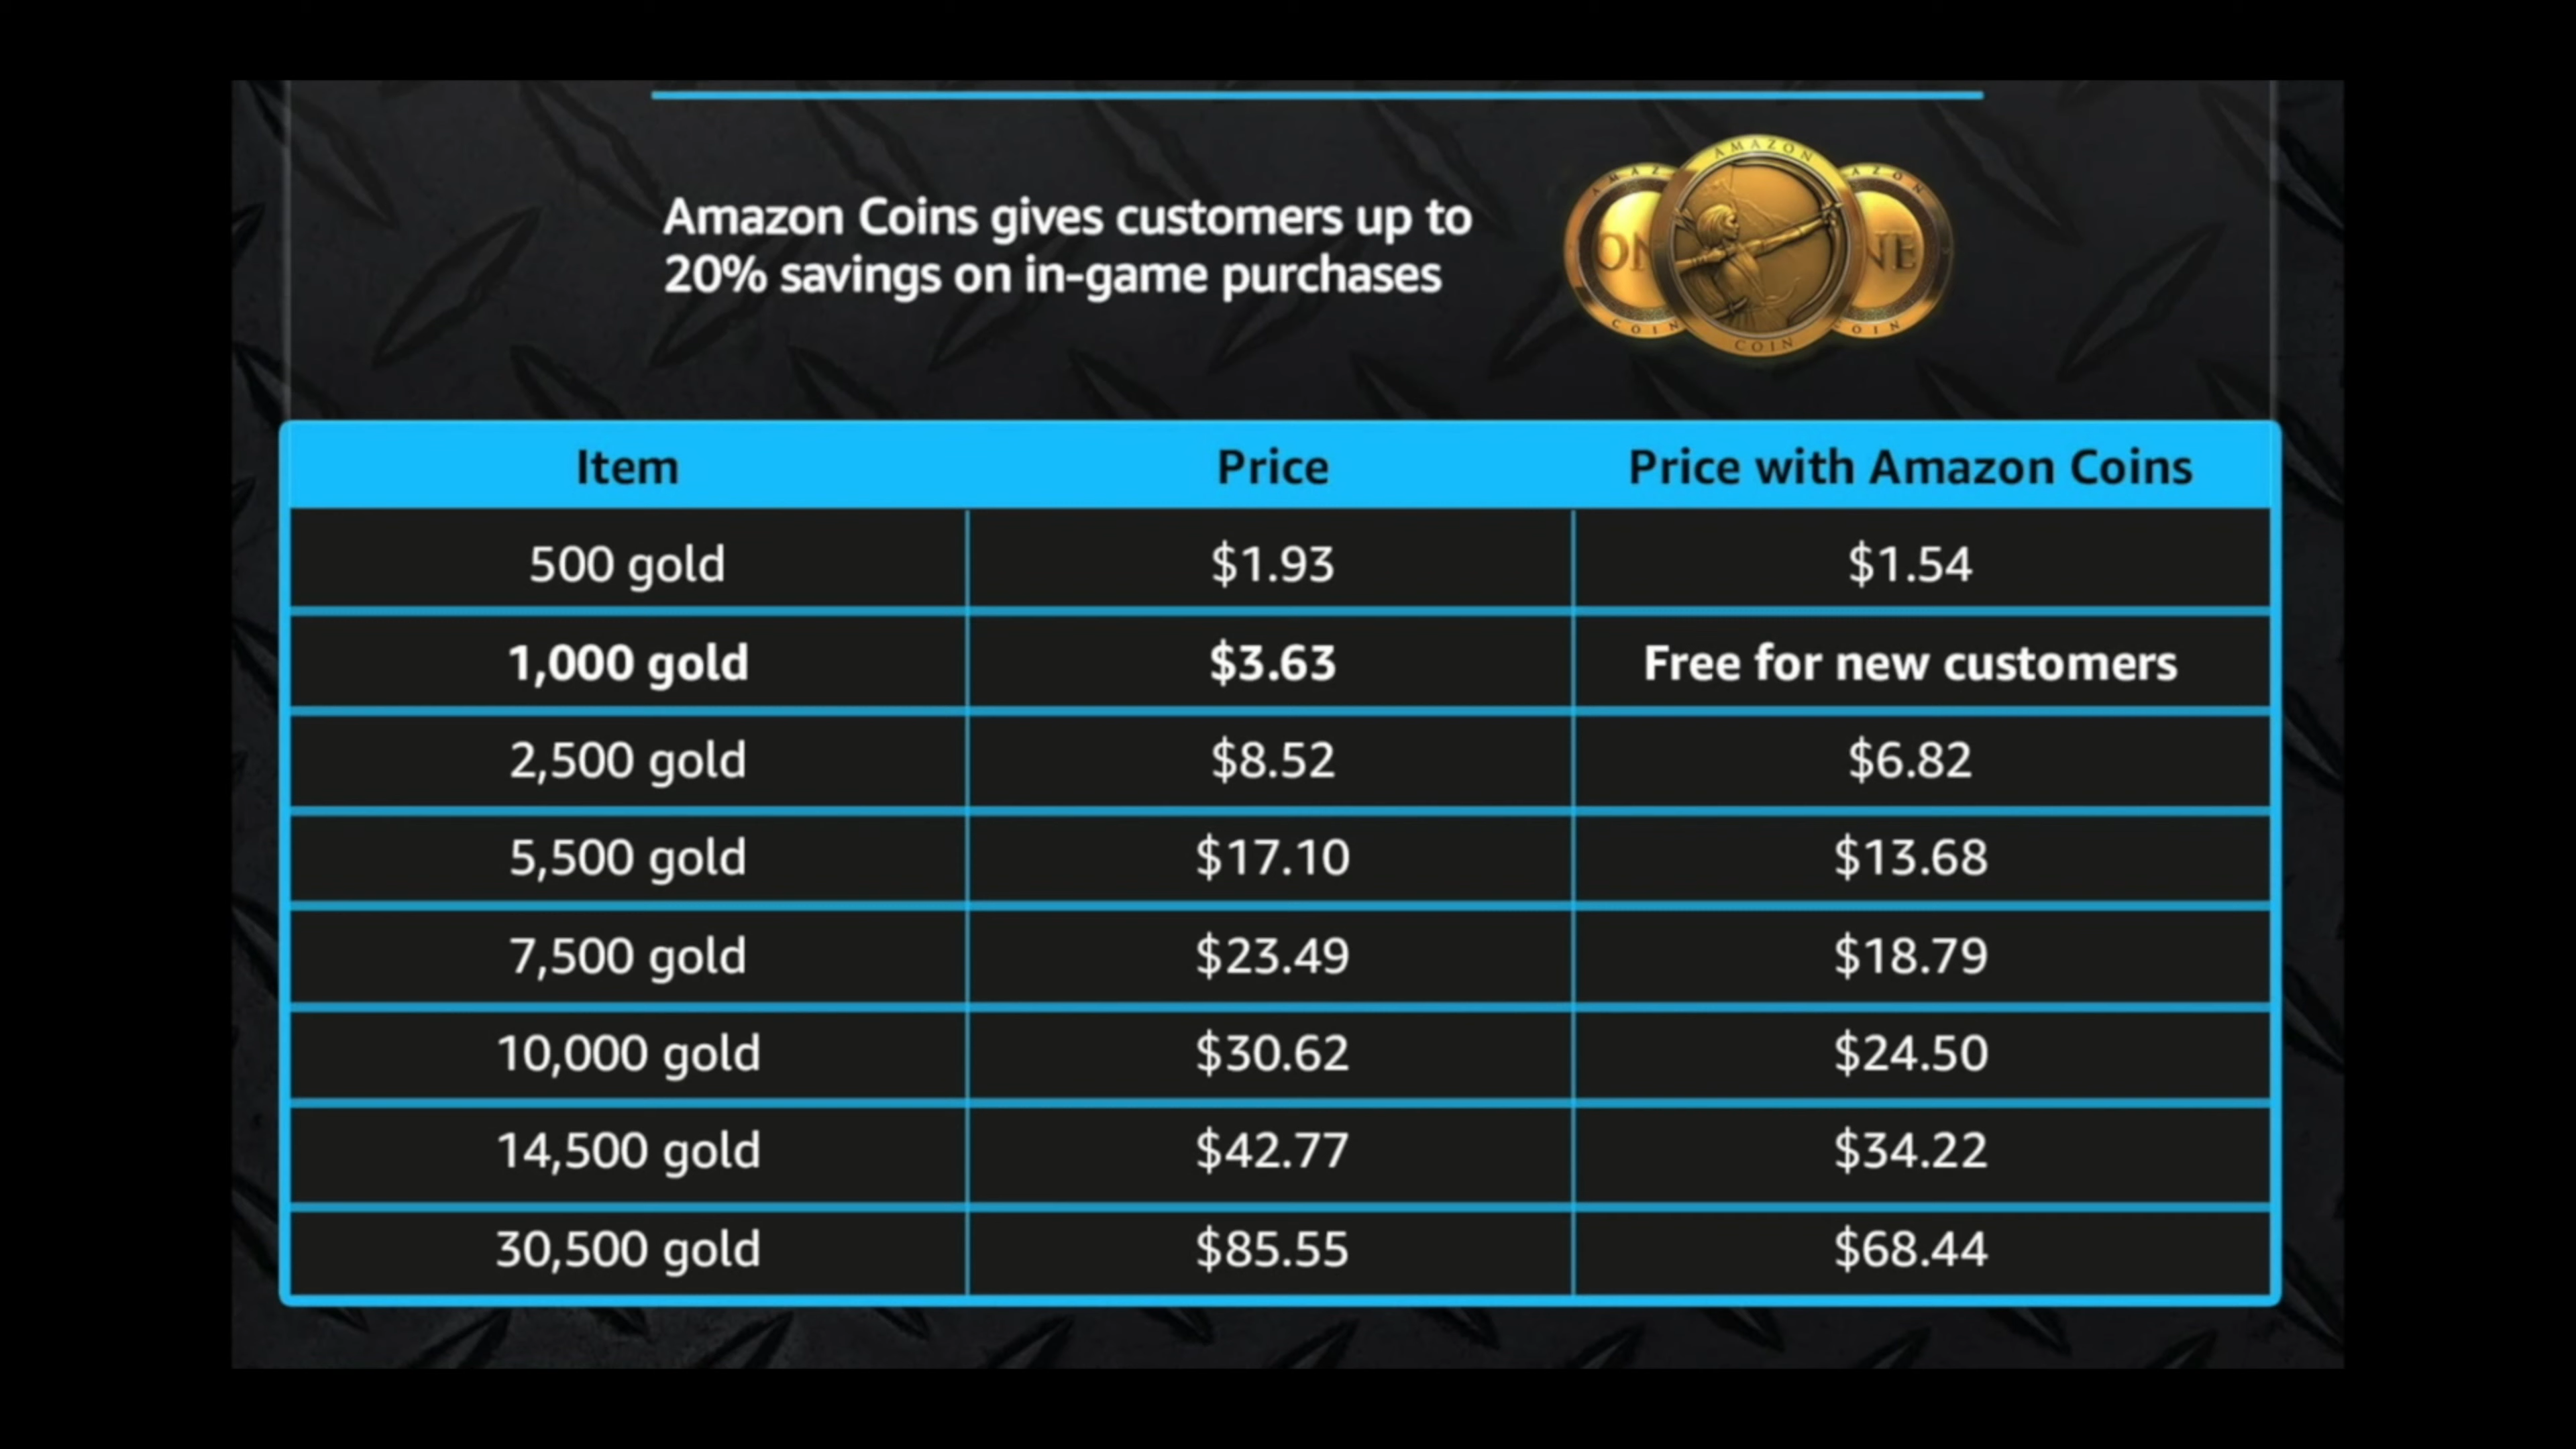 Amazon Coins gives customers up to
20% savings on in-game purchases
AMAZON
COIN
Item Price Price with Amazon Coins
500 gold $1.93 $1.54
1,000 gold $3.63 Free for new customers
2,500 gold $8.52 $6.82
5,500 gold $17.10 $13.68
7,500 gold $23.49 $18.79
10,000 gold $30.62 $24.50
14,500 gold $42.77 $34.22
30,500 gold $85.55 $68.44